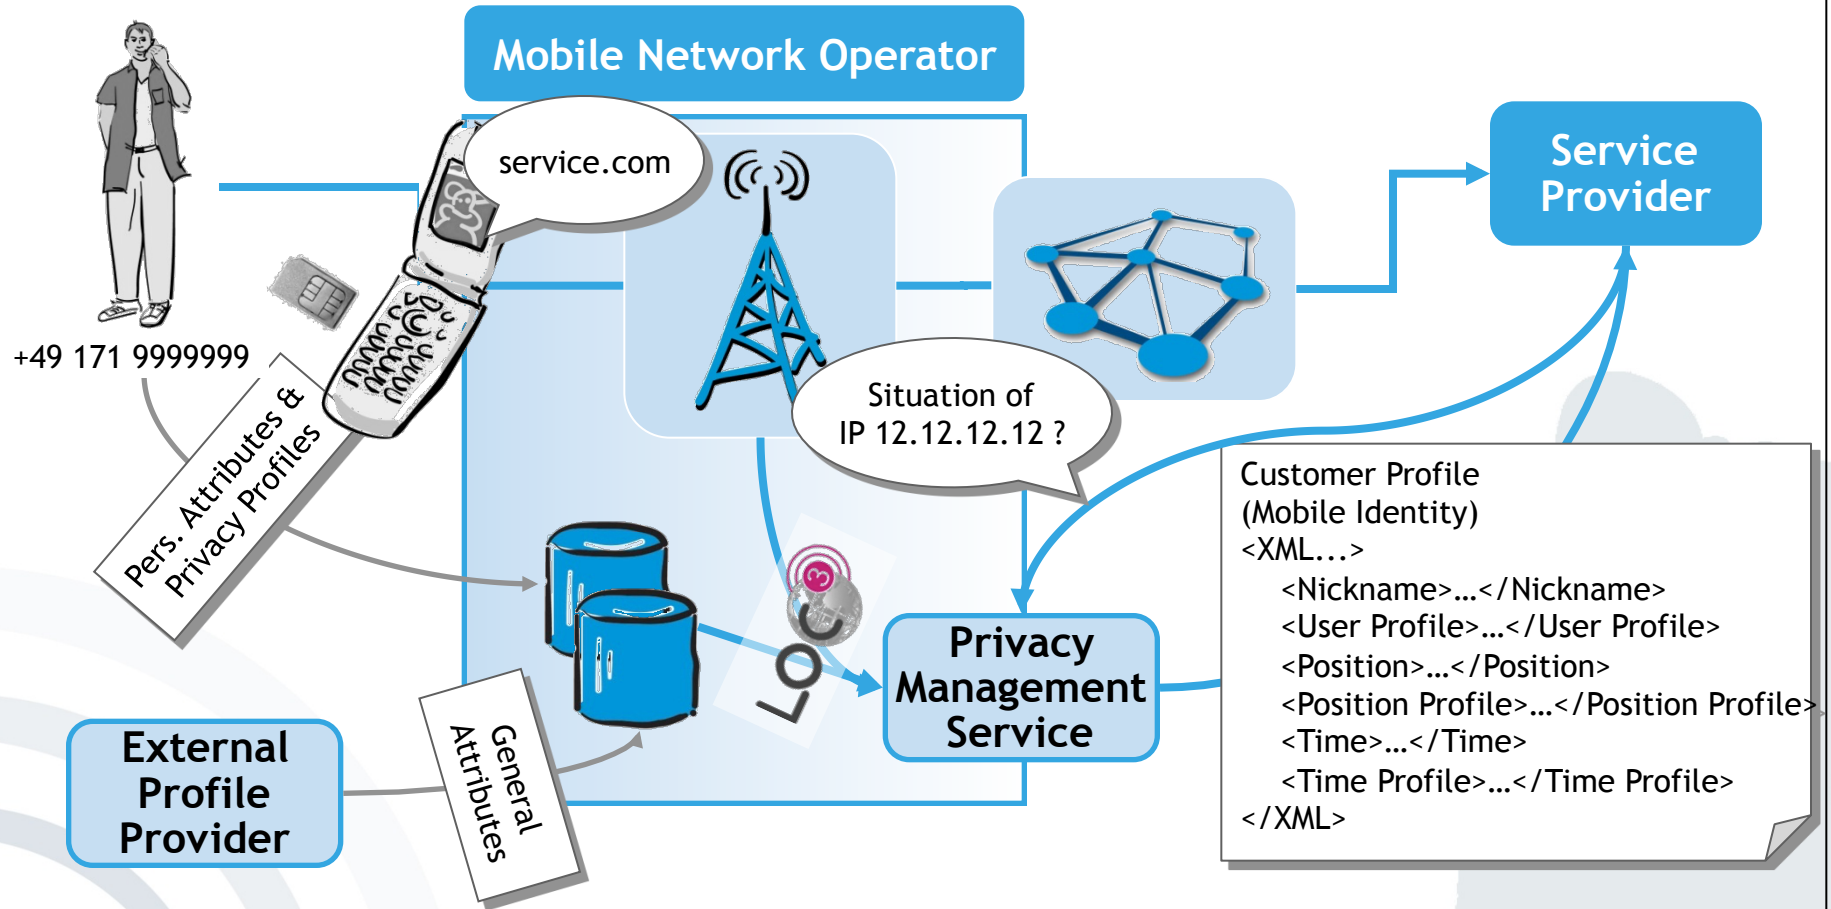 Mobile Network Operator
service.com
Service
Provider
+49 171 9999999
Pers. Attributes &
Privacy Profiles
Situation of
IP 12.12.12.12 ?
LOC
3
Privacy
Management
Service
External
Profile
Provider
General
Attributes
Customer Profile
(Mobile Identity)
<XML...>
<Nickname>…</Nickname>
<User Profile>…</User Profile>
<Position>…</Position>
<Position Profile>…</Position Profile>
<Time>…</Time>
<Time Profile>…</Time Profile>
</XML>